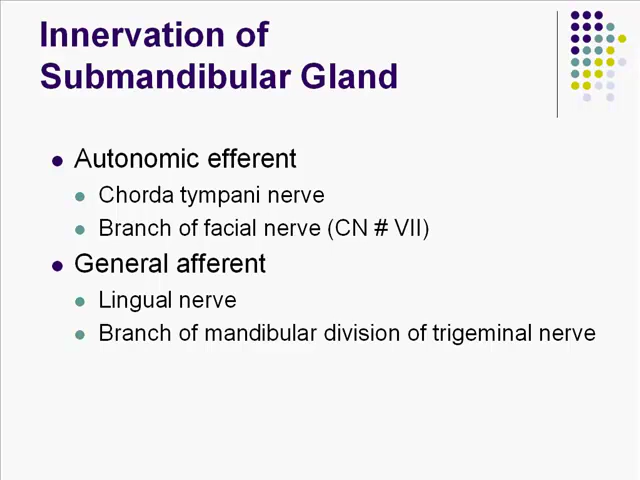 Innervation of
Submandibular Gland
Autonomic efferent
Chorda tympani nerve
Branch of facial nerve (CN # VII)
General afferent
Lingual nerve
Branch of mandibular division of trigeminal nerve